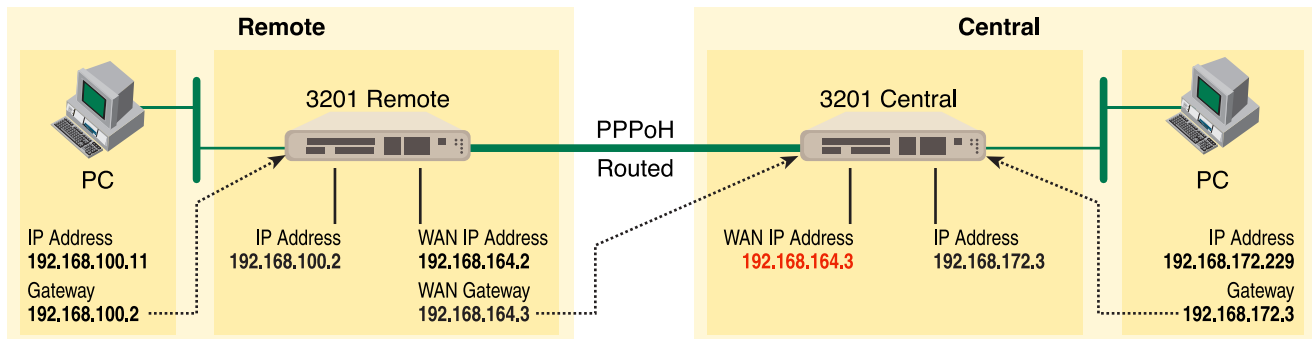 Remote
Central
3201 Remote
3201 Central
PPPoH
Routed
PC
PC
IP Address
192.168.100.11
Gateway
192.168.100.2
IP Address
192.168.100.2
WAN IP Address
192.168.164.2
WAN Gateway
192.168.164.3
WAN IP Address
192.168.164.3
IP Address
192.168.172.3
IP Address
192.168.172.229
Gateway
192.168.172.3